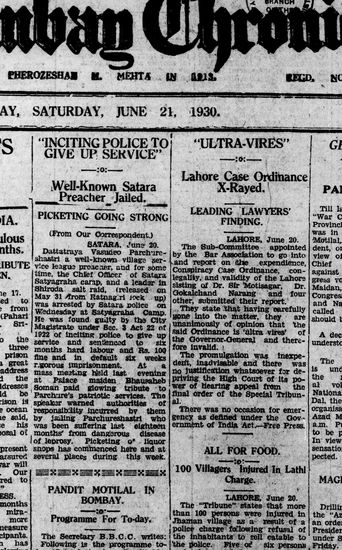 BRANCH
Bombay Chroni
PHEROZESHAH M. MEHTA IN 1913.
REGD. NO
AY, SATURDAY, JUNE 21, 1930.
"INCITING POLICE TO
GIVE UP SERVICE"
Well-Known Satara
Preacher Jailed.
PICKETING GOING STRONG
(From Our Correspondent.)
SATARA, June 20.
Dattatraya Vasudeo Parchure-
shastri a well-known village ser-
vice league preacher, and for some
time, the Chief Officer of Satara
Satyagraha camp, and a leader in
Shiroda salt raid, (released on
May 31 from Ratnagiri lock up)
was arrested by Satara police on
Wednesday at Satyagraha Camp.
He was found guilty by the City
Magistrate under Sec. 3 Act 22 of
1922 of inciting police to give up
service and sentenced to six
months hard labour and Rs. 100
fine and in default six weeks
rigorous imprisonment. At a
mass meeting held last evening
at Palace maidan Bhausaheb
Soman paid glowing tribute to
Parchure's patriotic services. The
speaker warned authorities of
responsibility incurred by them
by jailing Parchureshastri who
was been suffering last eighteen
months from dangerous disease
of leprosy. Picketing of liquor
shops has commenced here and at
several places during this week.
PANDIT MOTILAL IN
BOMBAY.
Programme For To-day.
The Secretary B.B.C. writes:
Following is the programme to-
"ULTRA-VIRES"
Lahore Case Ordinance
X-Rayed.
LEADING LAWYERS'
FINDING.
LAHORE, June 20.
The Sub-Committee appointed
by the Bar Association to go into
and report on the expendience,
Conspiracy Case Ordinance, con-
legality, and validity of the Lahore
sisting of Dr. Sir Motisagar, Dr.
Gokalchand Narang and four
other, submitted their report.
They state that having carefully
gone into the matter, they are
unanimously of opinion that the
said Ordinance is 'ultra vires' of
the Governor-General and there-
fore invalid.
The promulgation was inexpe-
dent, inadvisable and there was
no justification whatsoever for de-
priving the High Court of its po-
wer of hearing appeal from the
final order of the Special Tribun-
al.
There was no occasion for emer-
gency as defined under the Gov-
ernment of India Act.—Free Press.
ALL FOR FOOD.
100 Villagers Injured In Lathi
Charge.
LAHORE, June 20.
The "Tribune" states that more
than 100 persons were injured in
Jhaman village as a result of a
police charge following refusal of
the inhabitants to sell eatable to
the police. Five of six persons